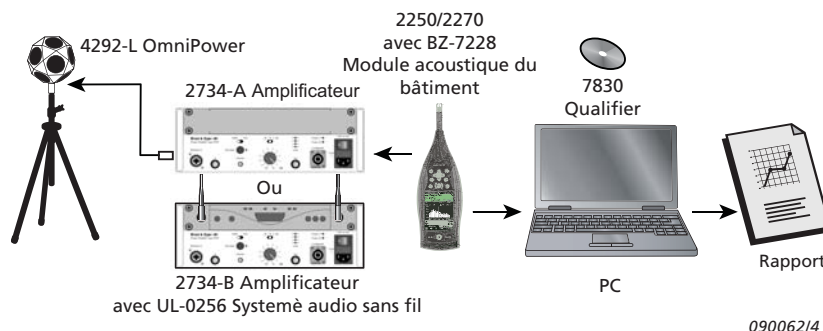 4292-L OmniPower
2734-A Amplificateur
Ou
2734-B Amplificateur
avec UL-0256 Systemè audio sans fil
2250/2270
avec BZ-7228
Module acoustique du
bâtiment
7830
Qualifier
PC
Rapport
090062/4